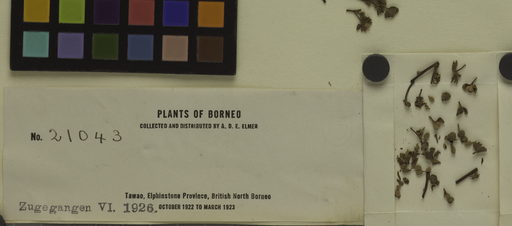 PLANTS OF BORNEO
COLLECTED AND DISTRIBUTED BY A. D. E. ELMER
No. 21043
Tawao, Elphinstone Province, British North Borneo
Zugegangen VI. 1926. OCTOBER 1922 TO MARCH 1923